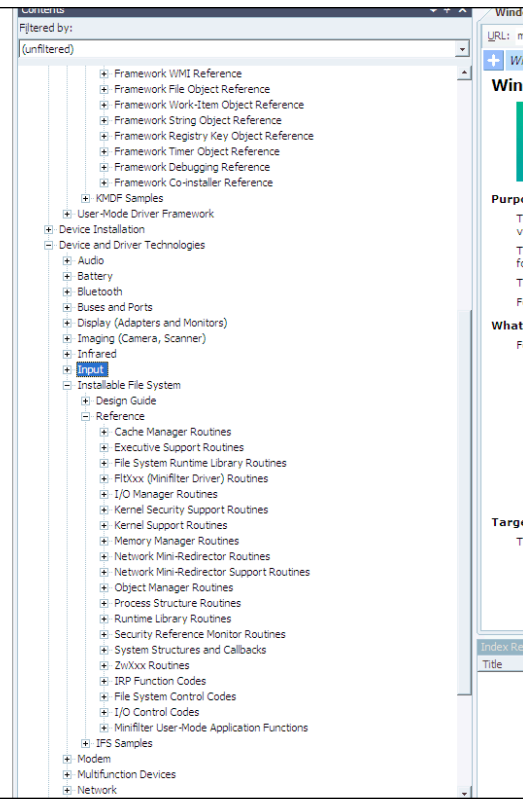 Contents
Filtered by:
(unfiltered)
Framework WMI Reference
Framework File Object Reference
Framework Work-Item Object Reference
Framework String Object Reference
Framework Registry Key Object Reference
Framework Timer Object Reference
Framework Debugging Reference
Framework Co-installer Reference
KMDF Samples
User-Mode Driver Framework
Device Installation
Device and Driver Technologies
Audio
Battery
Bluetooth
Buses and Ports
Display (Adapters and Monitors)
Imaging (Camera, Scanner)
Infrared
Input
Installable File System
Design Guide
Reference
Cache Manager Routines
Executive Support Routines
File System Runtime Library Routines
FltXxx (Minifilter Driver) Routines
I/O Manager Routines
Kernel Security Support Routines
Kernel Support Routines
Memory Manager Routines
Network Mini-Redirector Routines
Network Mini-Redirector Support Routines
Object Manager Routines
Process Structure Routines
Runtime Library Routines
Security Reference Monitor Routines
System Structures and Callbacks
ZwXxx Routines
IRP Function Codes
File System Control Codes
I/O Control Codes
Minifilter User-Mode Application Functions
IFS Samples
Modem
Multifunction Devices
Network
Wind
URL: m
Wi
Win
Purpo
T
v
T
fo
T
F
What
F
Targe
T
Index Re
Title